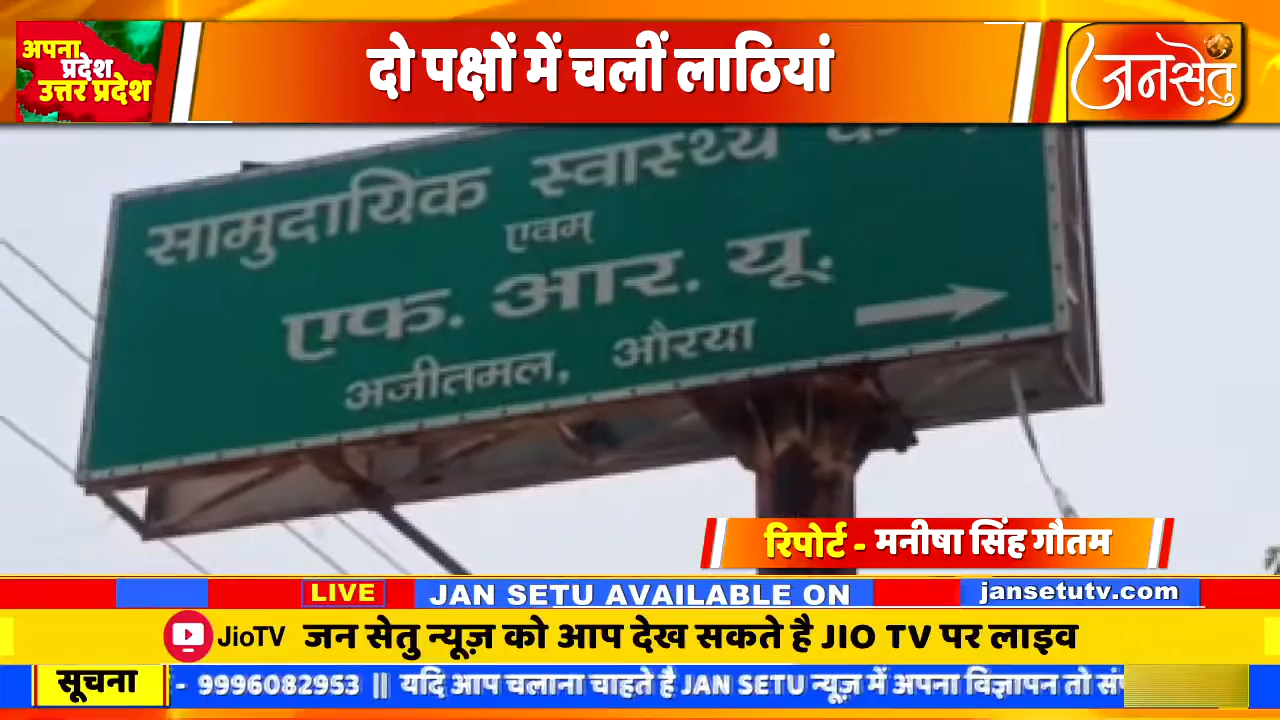 अपना
प्रदेश
उत्तर प्रदेश
दो पक्षों में चलीं लाठियां
जनसेतु
सामुदायिक स्वास्थ्य
एवम्
एफ. आर. यू.
अजीतमल, औरया
रिपोर्ट - मनीषा सिंह गौतम
LIVE
JAN SETU AVAILABLE ON
jansetutv.com
JioTV जन सेतु न्यूज़ को आप देख सकते है JIO TV पर लाइव
सूचना
- 9996082953 || यदि आप चलाना चाहते है JAN SETU न्यूज़ में अपना विज्ञापन तो